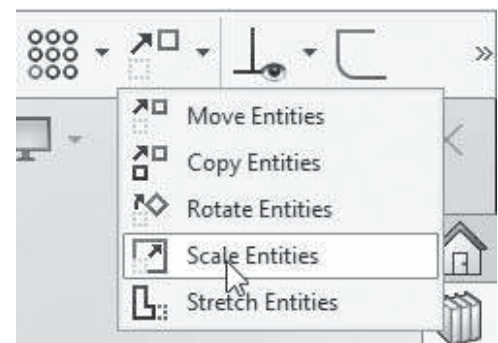 Move Entities
Copy Entities
Rotate Entities
Scale Entities
Stretch Entities